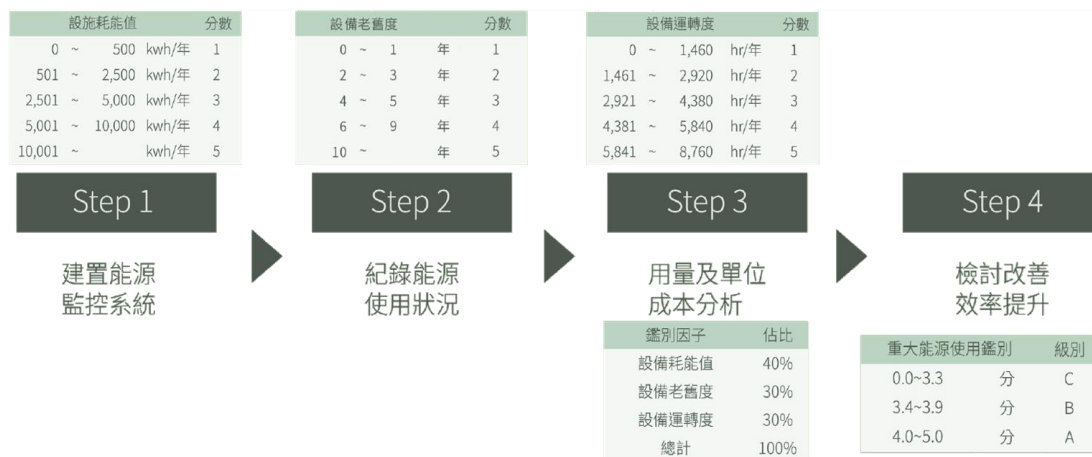 設施耗能值 分數
0 ~ 500 kwh/年 1
501 ~ 2,500 kwh/年 2
2,501 ~ 5,000 kwh/年 3
5,001 ~ 10,000 kwh/年 4
10,001 ~ kwh/年 5
設備老舊度 分數
0 ~ 1 年 1
2 ~ 3 年 2
4 ~ 5 年 3
6 ~ 9 年 4
10 ~ 年 5
設備運轉度 分數
0 ~ 1,460 hr/年 1
1,461 ~ 2,920 hr/年 2
2,921 ~ 4,380 hr/年 3
4,381 ~ 5,840 hr/年 4
5,841 ~ 8,760 hr/年 5
Step 1
建置能源
監控系統
Step 2
紀錄能源
使用狀況
Step 3
用量及單位
成本分析
Step 4
檢討改善
效率提升
鑑別因子 佔比
設備耗能值 40%
設備老舊度 30%
設備運轉度 30%
總計 100%
重大能源使用鑑別 級別
0.0~3.3 分 C
3.4~3.9 分 B
4.0~5.0 分 A